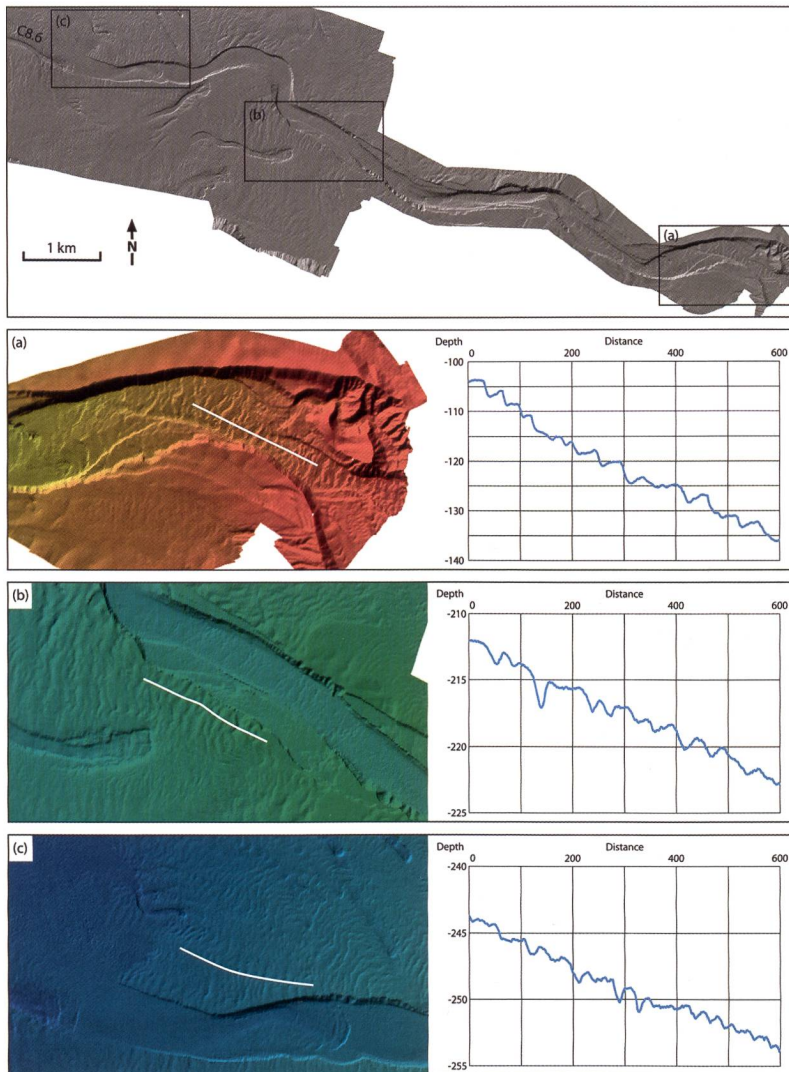 (c)
C8.6
(b)
(a)
1 km
N
(a)
Depth Distance
0 200 400 600
-100
-110
-120
-130
-140
(b)
Depth Distance
0 200 400 600
-210
-215
-220
-225
(c)
Depth Distance
0 200 400 600
-240
-245
-250
-255